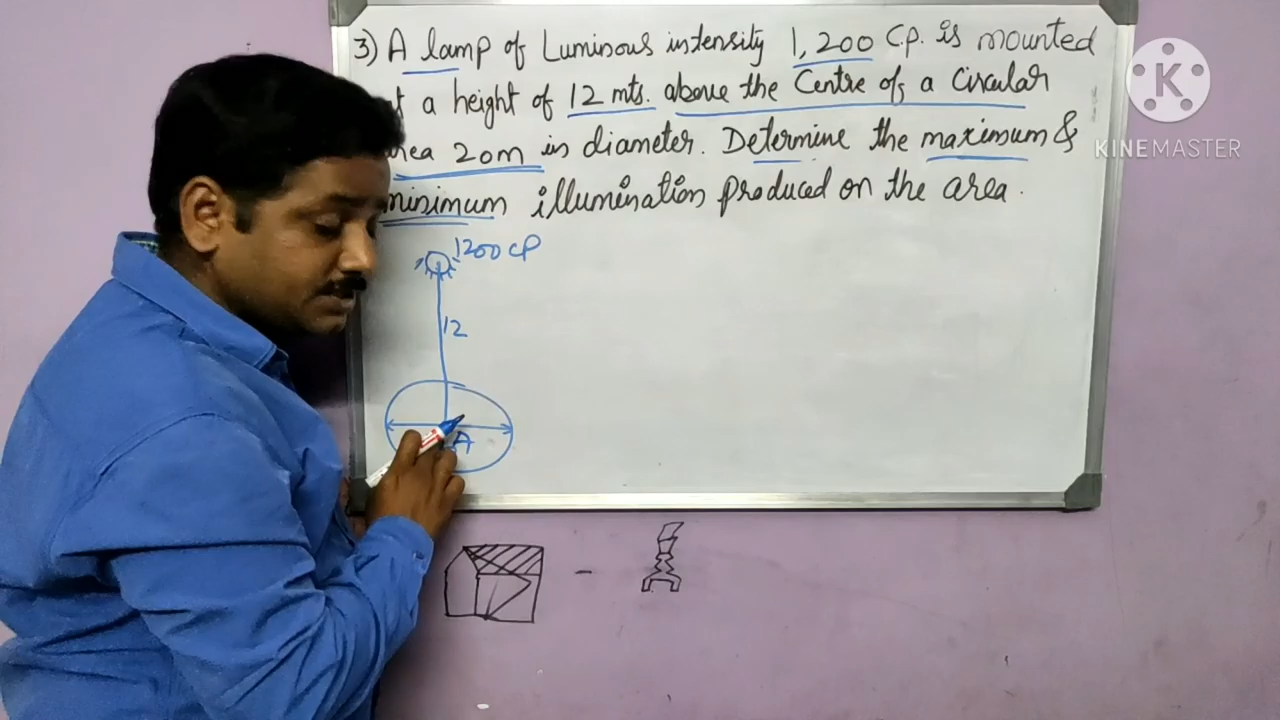 3) A lamp of Luminous intensity 1,200 C.p. is mounted
a height of 12 mts. above the Centre of a Circular
20m in diameter. Determine the maximum &
minimum illumination produced on the area.
1200 CP
12
A
K
KINEMASTER